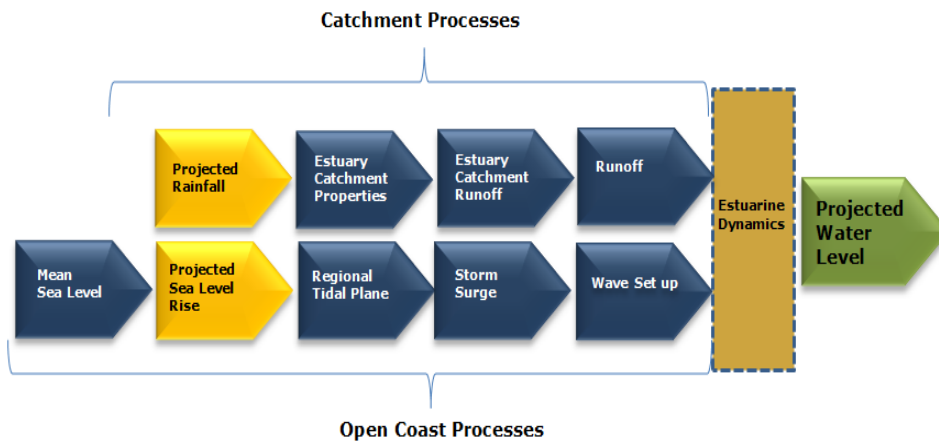 Catchment Processes
Projected
Rainfall
Estuary
Catchment
Properties
Estuary
Catchment
Runoff
Runoff
Estuarine
Dynamics
Projected
Water
Level
Mean
Sea Level
Projected
Sea Level
Rise
Regional
Tidal Plane
Storm
Surge
Wave Set up
Open Coast Processes